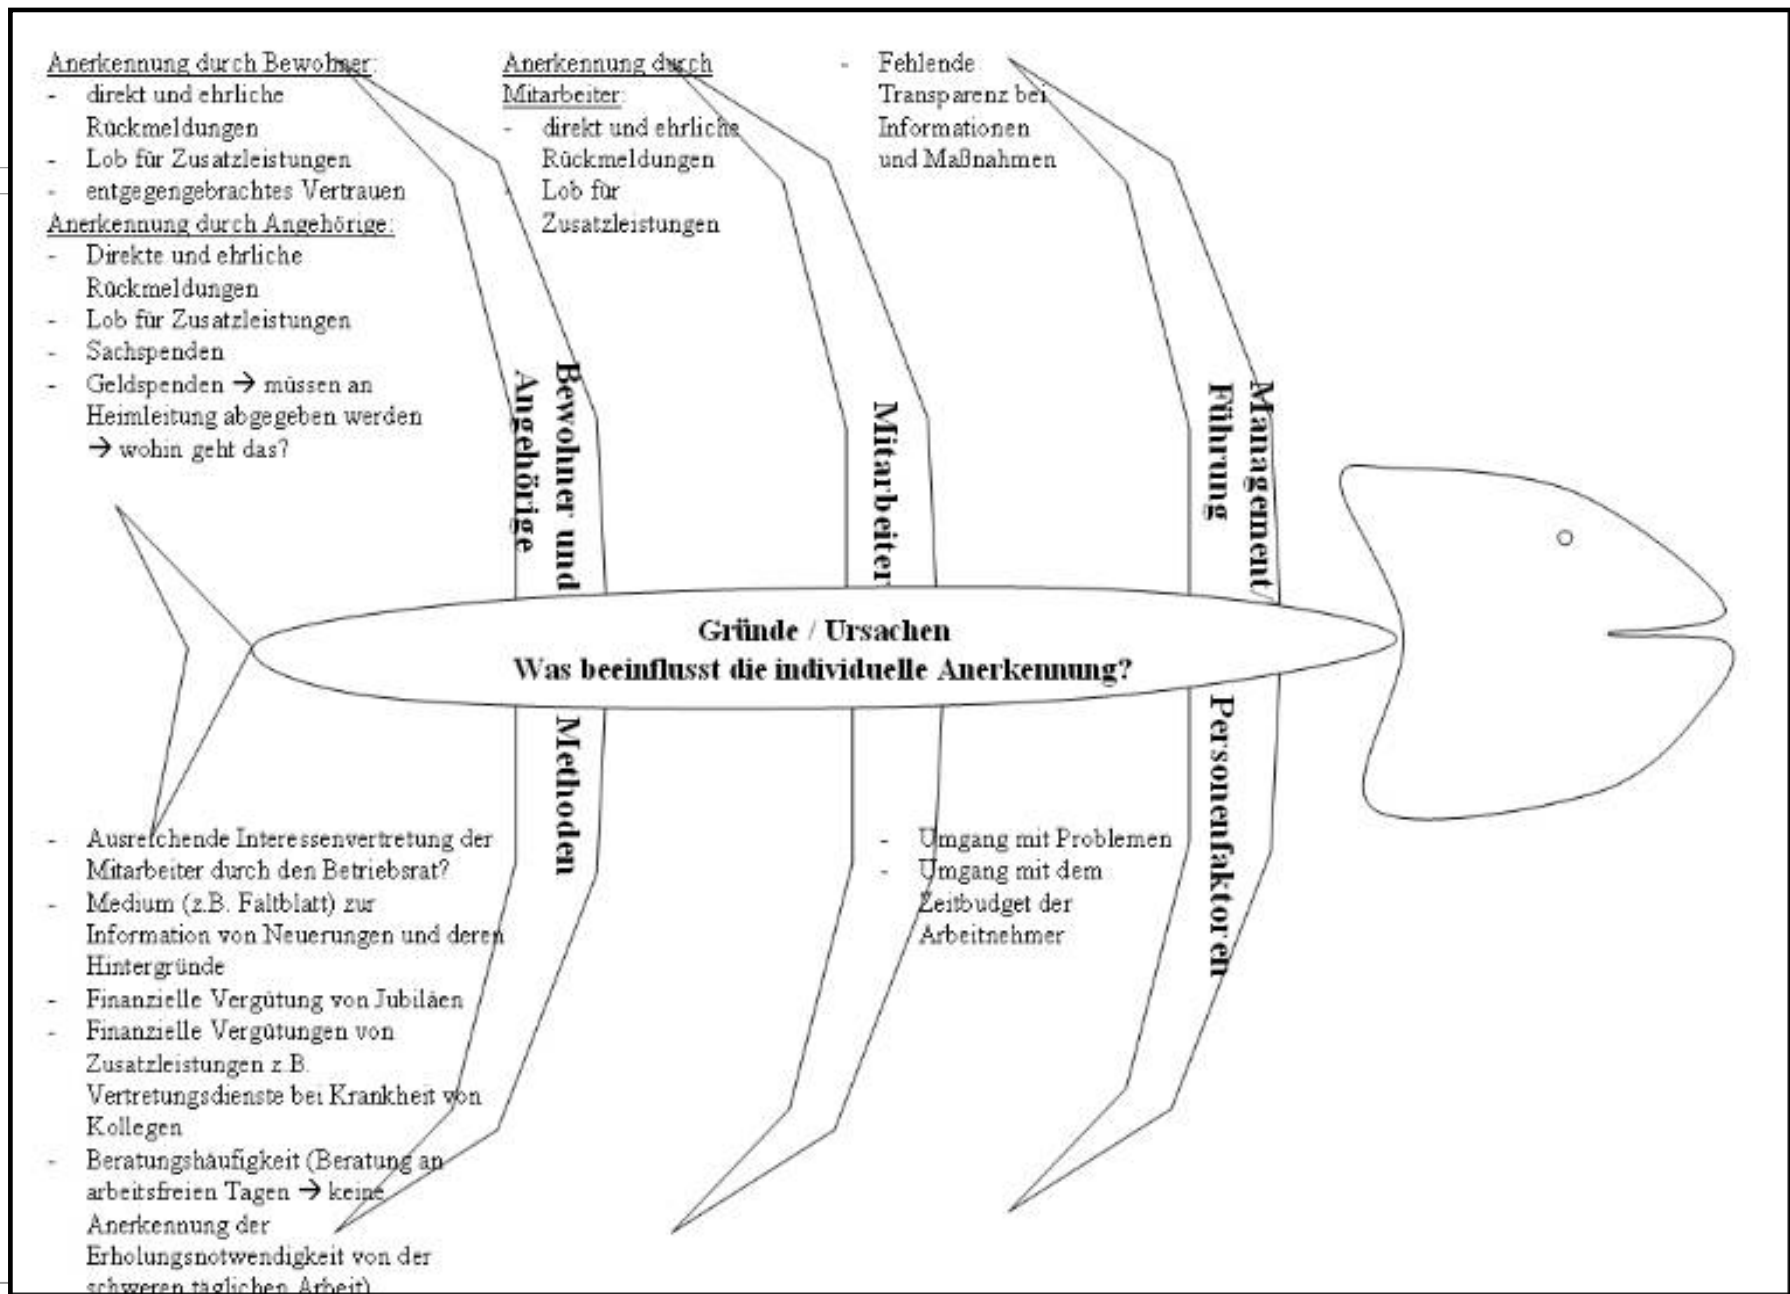 Anerkennung durch Bewohner:
- direkt und ehrliche
Rückmeldungen
- Lob für Zusatzleistungen
- entgegengebrachtes Vertrauen
Anerkennung durch Angehörige:
- Direkte und ehrliche
Rückmeldungen
- Lob für Zusatzleistungen
- Sachspenden
- Geldspenden → müssen an
Heimleitung abgegeben werden
→ wohin geht das?
Anerkennung durch
Mitarbeiter:
- direkt und ehrliche
Rückmeldungen
- Lob für
Zusatzleistungen
- Fehlende
Transparenz bei
Informationen
und Maßnahmen
Bewohner und
Angehörige
Mitarbeiter
Management/
Führung
Gründe / Ursachen
Was beeinflusst die individuelle Anerkennung?
Methoden
Personenfaktoren
- Ausreichende Interessenvertretung der
Mitarbeiter durch den Betriebsrat?
- Medium (z.B. Faltblatt) zur
Information von Neuerungen und deren
Hintergründe
- Finanzielle Vergütung von Jubiläen
- Finanzielle Vergütungen von
Zusatzleistungen z.B.
Vertretungsdienste bei Krankheit von
Kollegen
- Beratungshäufigkeit (Beratung an
arbeitsfreien Tagen → keine
Anerkennung der
Erholungsnotwendigkeit von der
schweren täglichen Arbeit)
- Umgang mit Problemen
- Umgang mit dem
Zeitbudget der
Arbeitnehmer